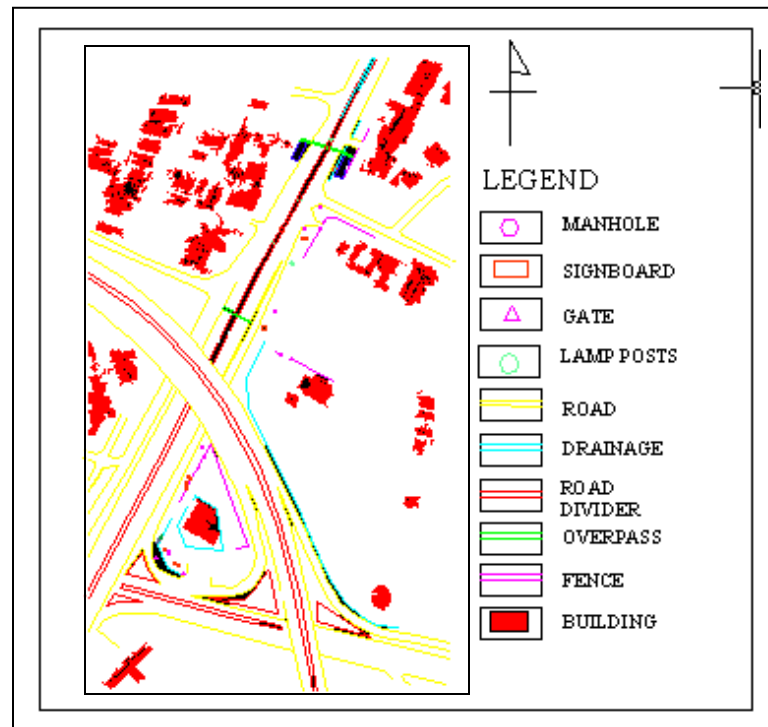 LEGEND
MANHOLE
SIGNBOARD
GATE
LAMP POSTS
ROAD
DRAINAGE
ROAD
DIVIDER
OVERPASS
FENCE
BUILDING